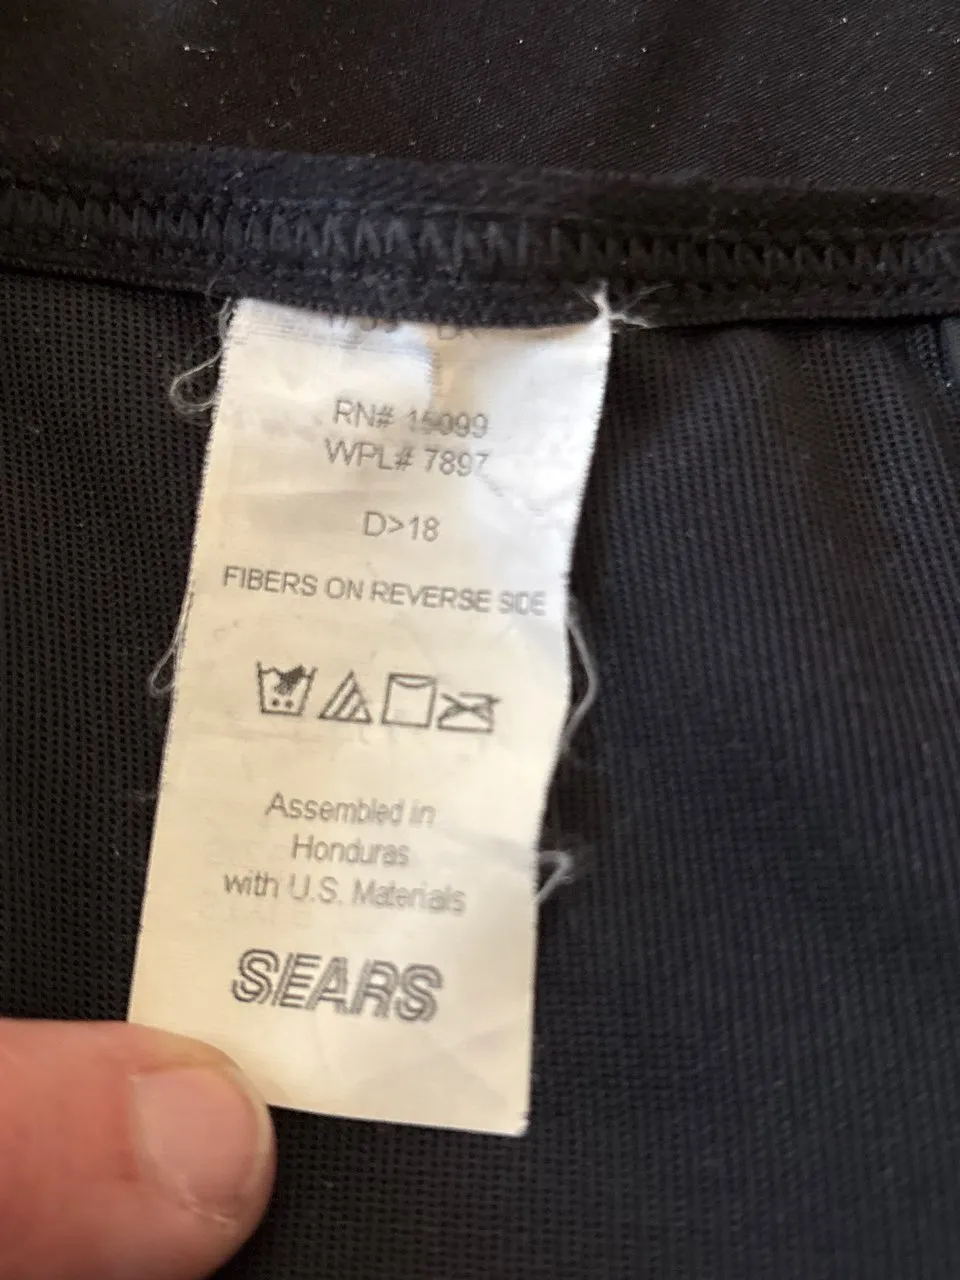 RN# 15099
WPL# 7897
D>18
FIBERS ON REVERSE SIDE
Assembled in
Honduras
with U.S. Materials
SEARS